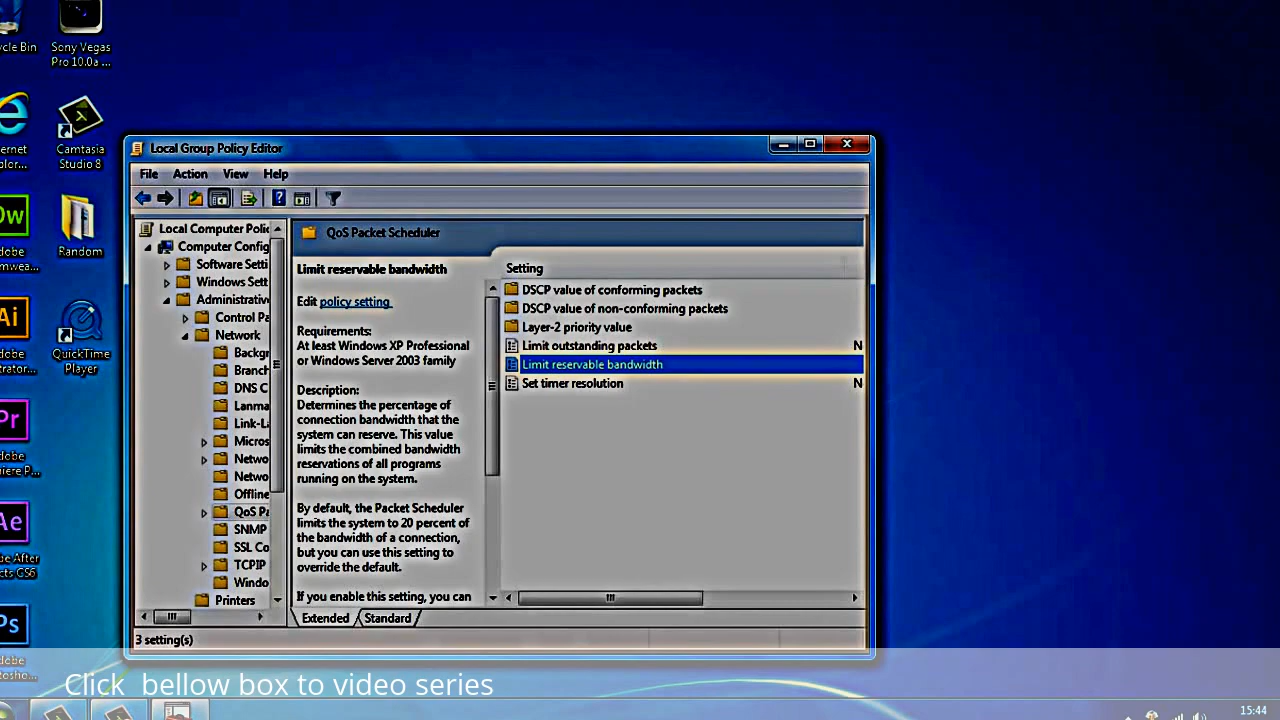 cycle Bin
Sony Vegas
Pro 10.0a ...
Camtasia
Studio 8
Random
QuickTime
Player
Local Group Policy Editor
File Action View Help
Local Computer Polic
Computer Config
Software Setti
Windows Sett
Administrative
Control Pa
Network
Backgr
Branch
DNS C
Lanma
Link-La
Micros
Netwo
Netwo
Offline
QoS Pa
SNMP
SSL Co
TCPIP
Windo
Printers
QoS Packet Scheduler
Limit reservable bandwidth
Edit policy setting
Requirements:
At least Windows XP Professional
or Windows Server 2003 family
Description:
Determines the percentage of
connection bandwidth that the
system can reserve. This value
limits the combined bandwidth
reservations of all programs
running on the system.
By default, the Packet Scheduler
limits the system to 20 percent of
the bandwidth of a connection,
but you can use this setting to
override the default.
If you enable this setting, you can
Setting
DSCP value of conforming packets
DSCP value of non-conforming packets
Layer-2 priority value
Limit outstanding packets N
Limit reservable bandwidth
Set timer resolution N
Extended Standard
3 setting(s)
Dw
Ai
Pr
Ae
Ps
Click bellow box to video series
15:44